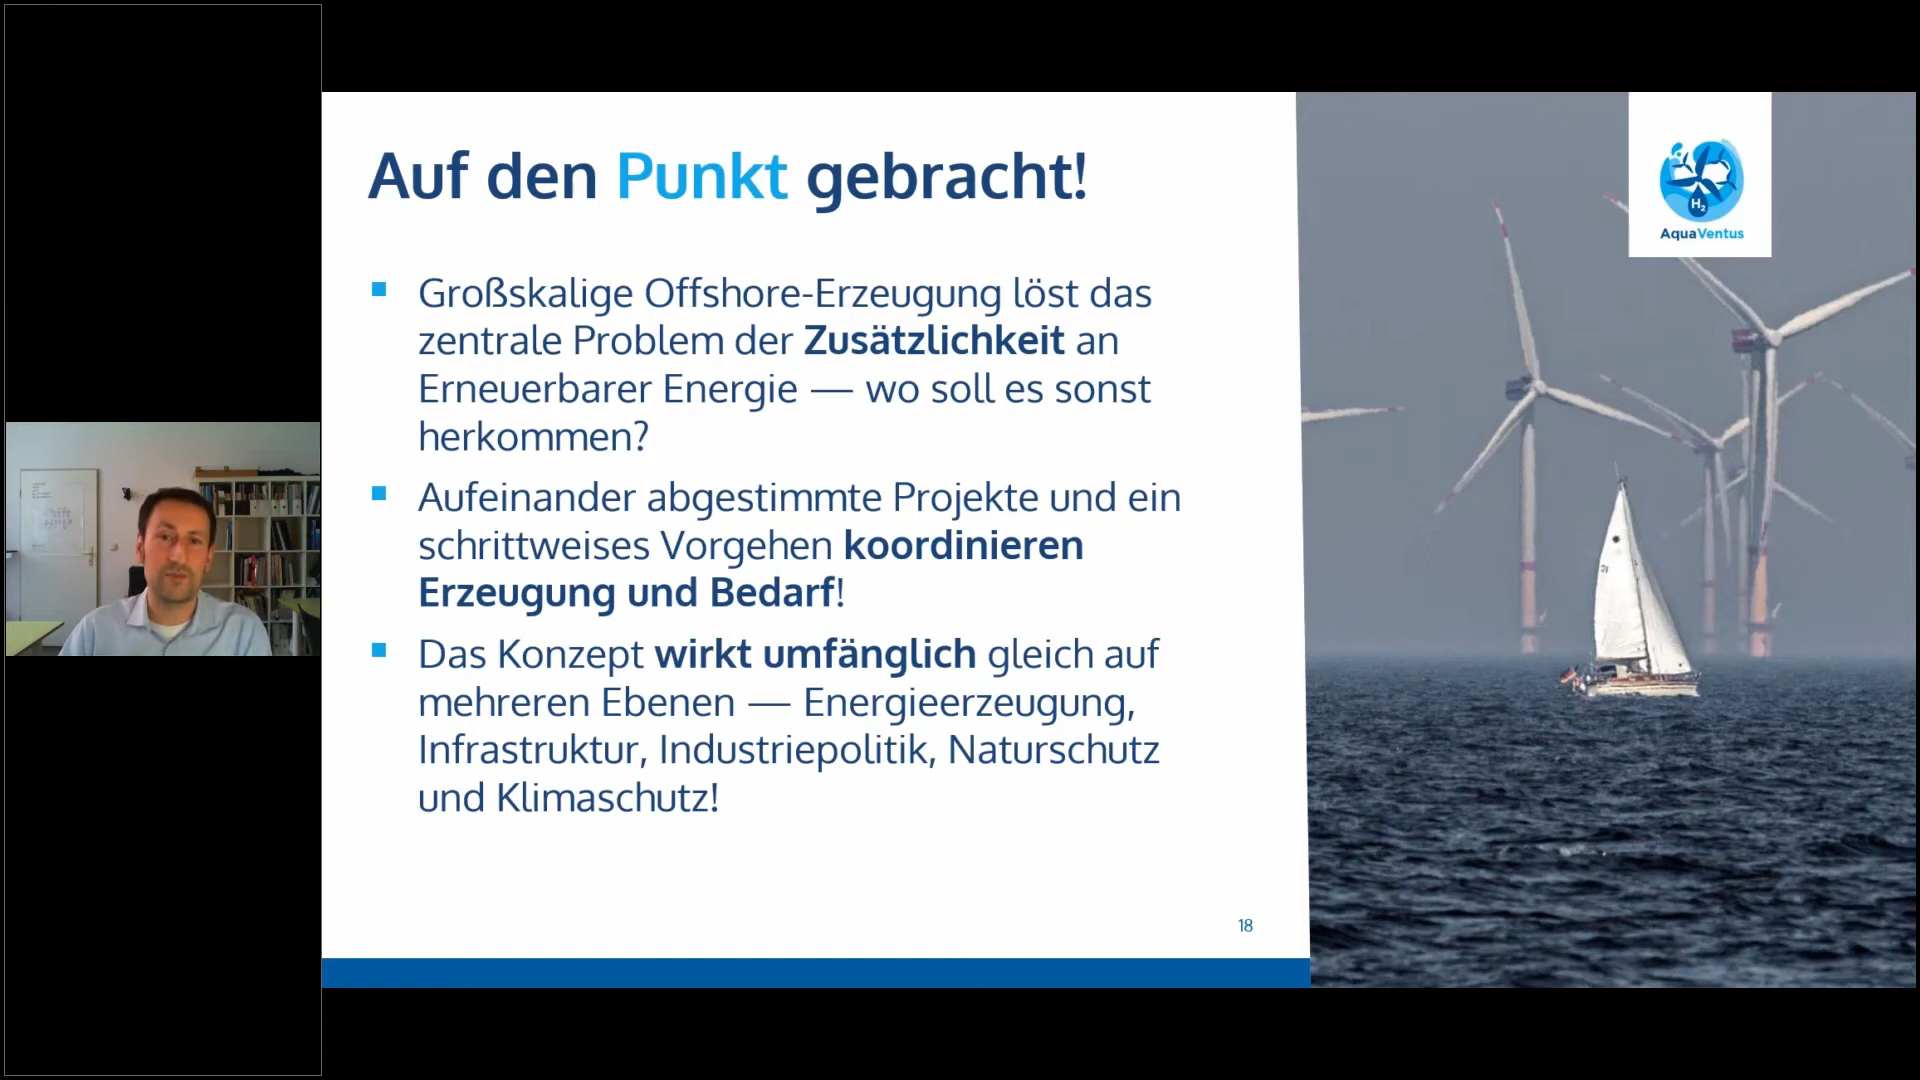 Auf den Punkt gebracht!
Großskalige Offshore-Erzeugung löst das
zentrale Problem der Zusätzlichkeit an
Erneuerbarer Energie — wo soll es sonst
herkommen?
Aufeinander abgestimmte Projekte und ein
schrittweises Vorgehen koordinieren
Erzeugung und Bedarf!
Das Konzept wirkt umfänglich gleich auf
mehreren Ebenen — Energieerzeugung,
Infrastruktur, Industriepolitik, Naturschutz
und Klimaschutz!
18
H2
AquaVentus